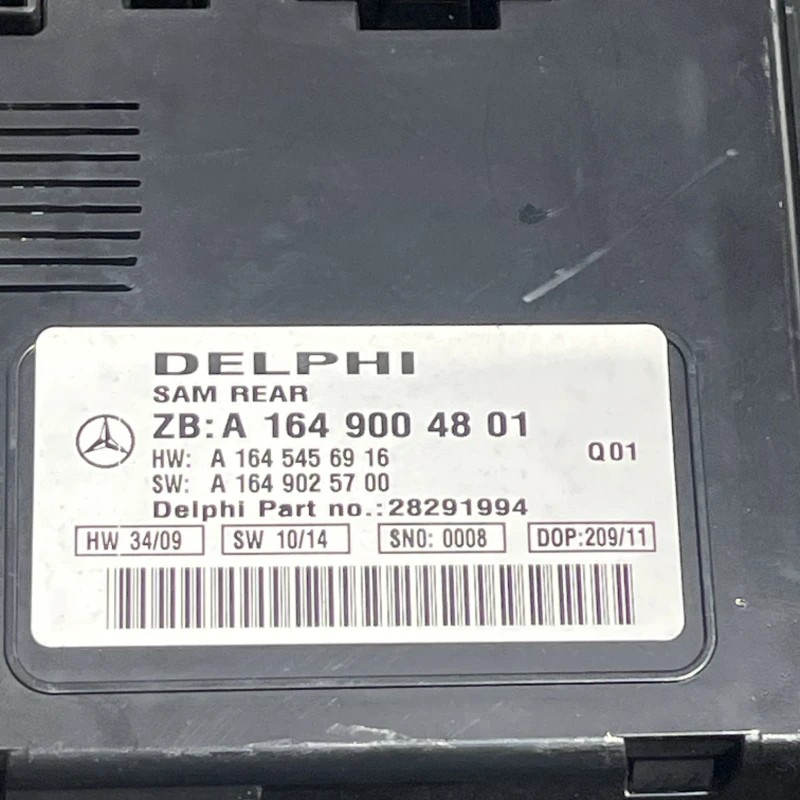 DELPHI
SAM REAR
ZB: A 164 900 48 01
HW: A 164 545 69 16
Q01
SW: A 164 902 57 00
Delphi Part no.:28291994
HW 34/09 SW 10/14 SNO: 0008 DOP:209/11